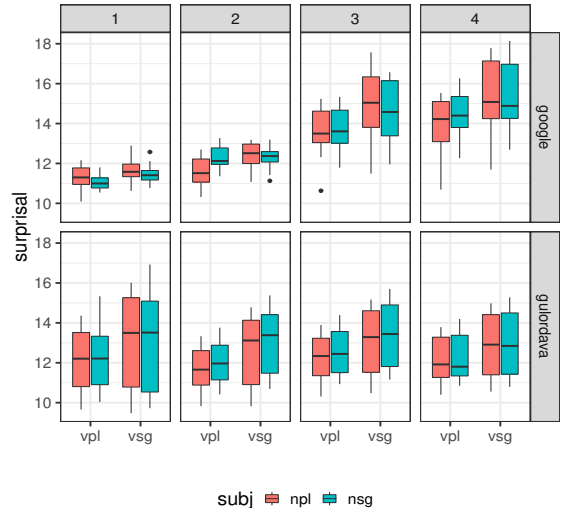 1 2 3 4
18
16
14
12
10
google
surprisal
18
16
14
12
10
gulordava
vpl vsg vpl vsg vpl vsg vpl vsg
subj npl nsg